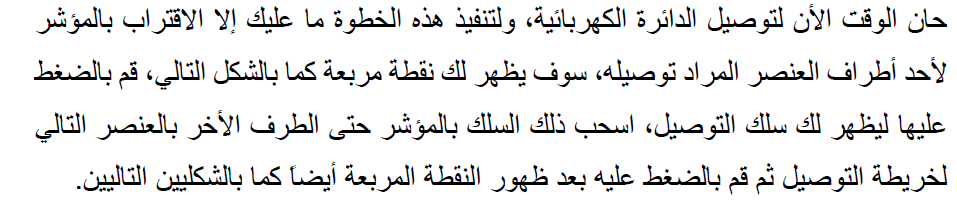 حان الوقت الأن لتوصيل الدائرة الكهربائية، ولتنفيذ هذه الخطوة ما عليك إلا الاقتراب بالمؤشر
لأحد أطراف العنصر المراد توصيله، سوف يظهر لك نقطة مربعة كما بالشكل التالي، قم بالضغط
عليها ليظهر لك سلك التوصيل، اسحب ذلك السلك بالمؤشر حتى الطرف الأخر بالعنصر التالي
لخريطة التوصيل ثم قم بالضغط عليه بعد ظهور النقطة المربعة أيضاً كما بالشكليين التاليين.